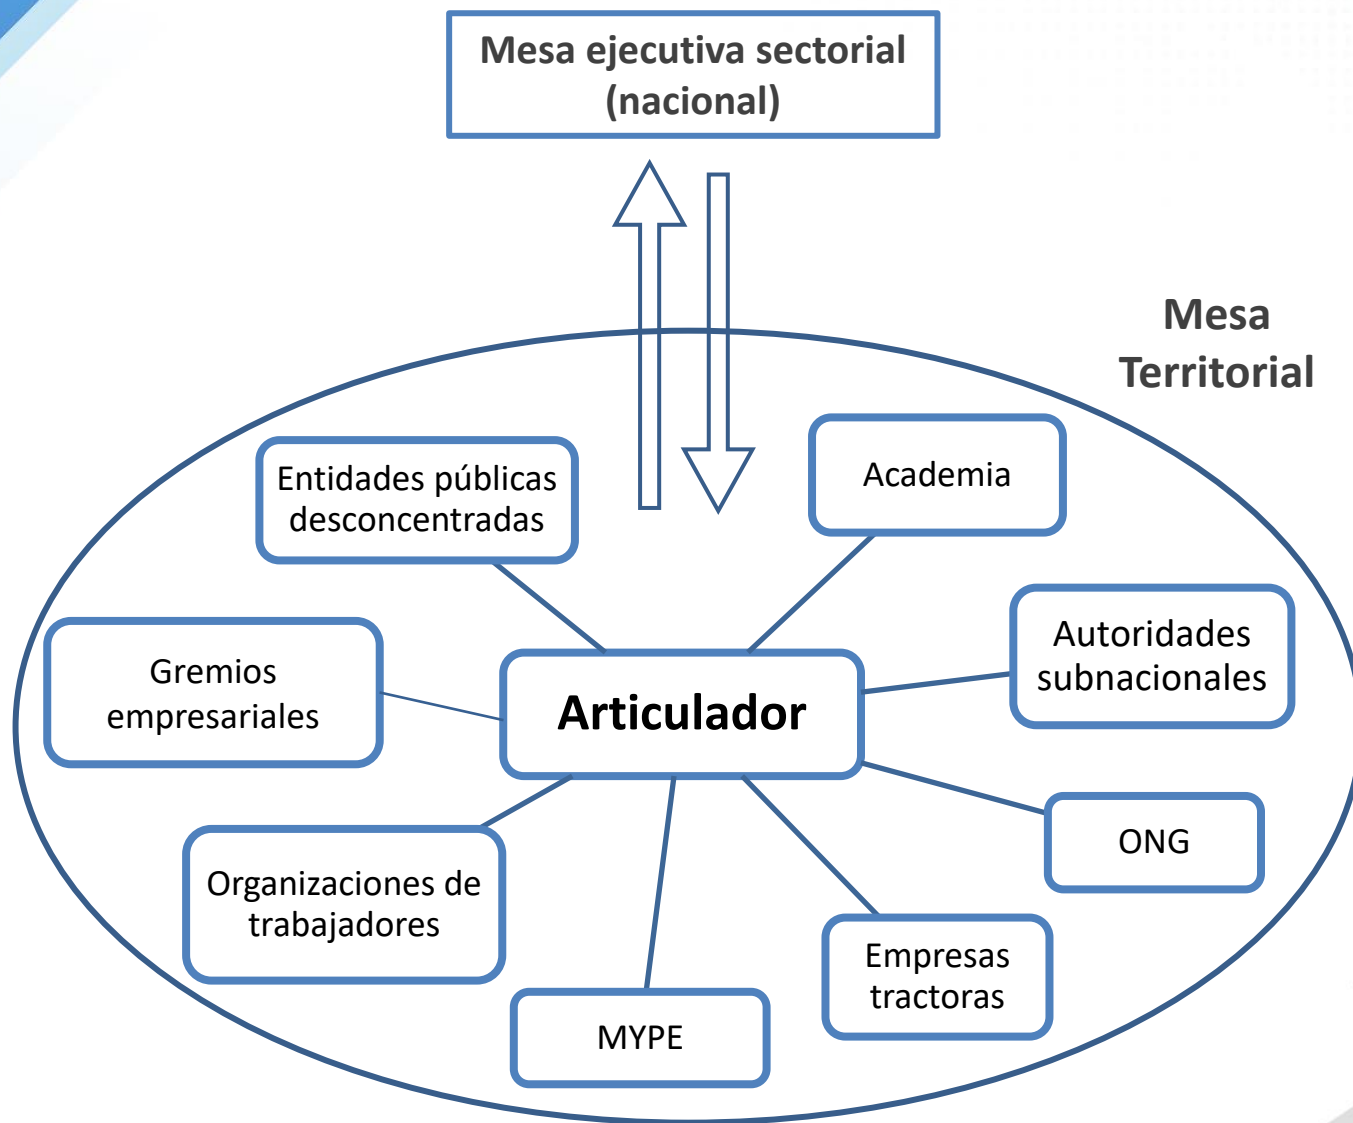 Mesa ejecutiva sectorial
(nacional)
Mesa
Territorial
Entidades públicas
desconcentradas
Academia
Gremios
empresariales
Articulador
Autoridades
subnacionales
Organizaciones de
trabajadores
ONG
MYPE
Empresas
tractoras